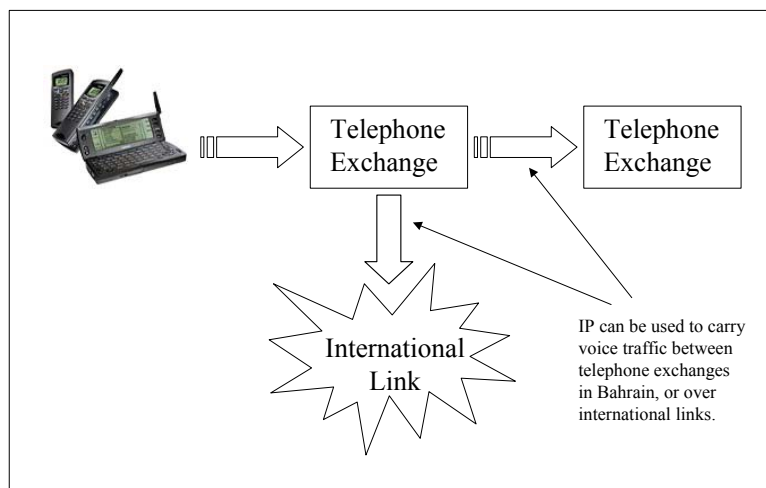 Telephone
Exchange
Telephone
Exchange
International
Link
IP can be used to carry
voice traffic between
telephone exchanges
in Bahrain, or over
international links.